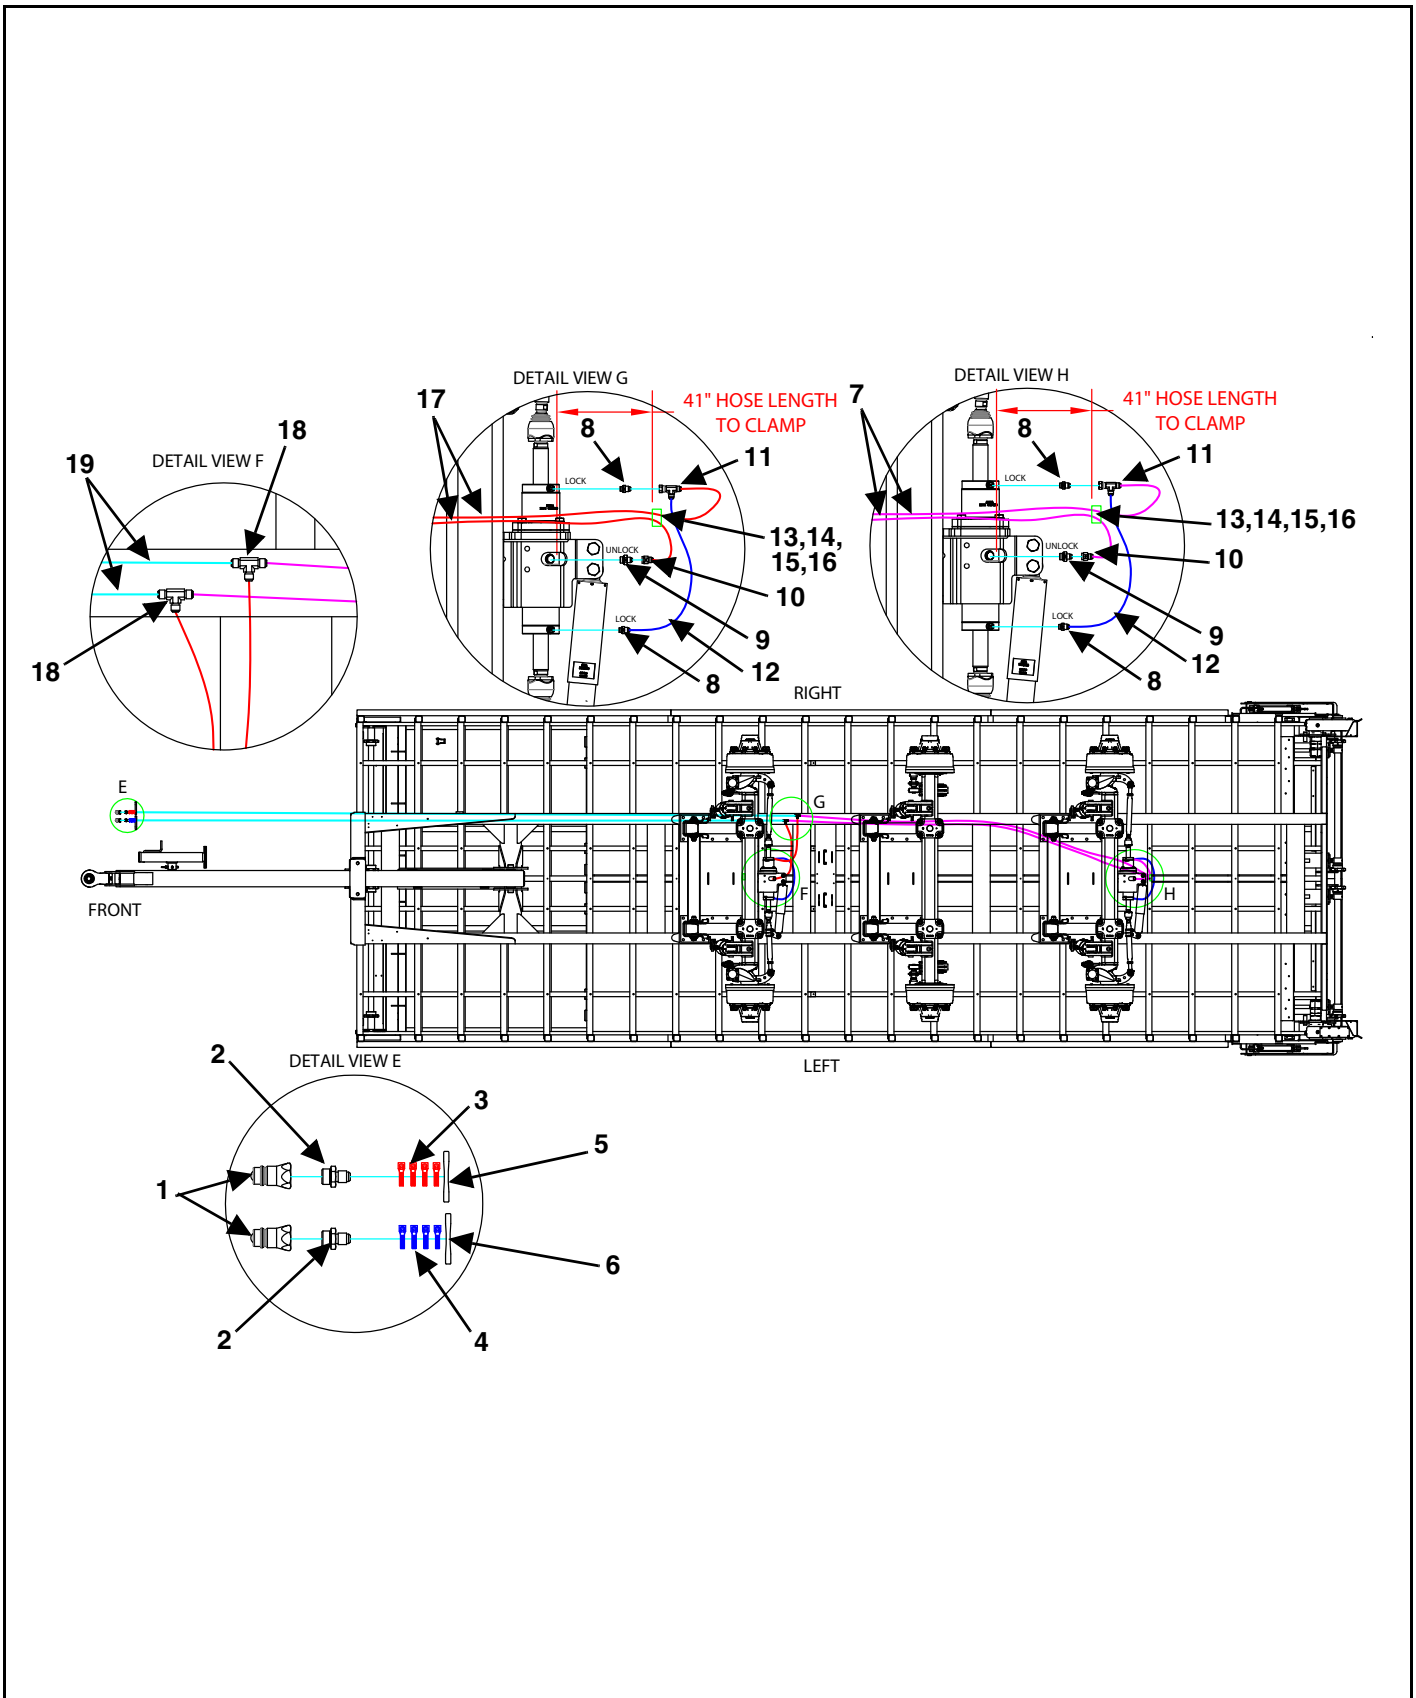 DETAIL VIEW G
DETAIL VIEW H
17
7
41" HOSE LENGTH
TO CLAMP
41" HOSE LENGTH
TO CLAMP
18
8
8
19
DETAIL VIEW F
11
11
LOCK
LOCK
13,14,
15,16
13,14,15,16
UNLOCK
UNLOCK
10
10
LOCK
LOCK
9
9
18
8
12
8
12
RIGHT
E
G
F
H
FRONT
LEFT
2
DETAIL VIEW E
3
5
1
6
2
4